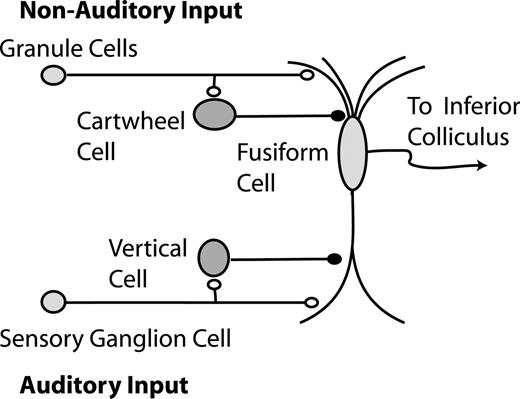 Non-Auditory Input
Granule Cells
Cartwheel
Cell
Fusiform
Cell
To Inferior
Colliculus
Vertical
Cell
Sensory Ganglion Cell
Auditory Input